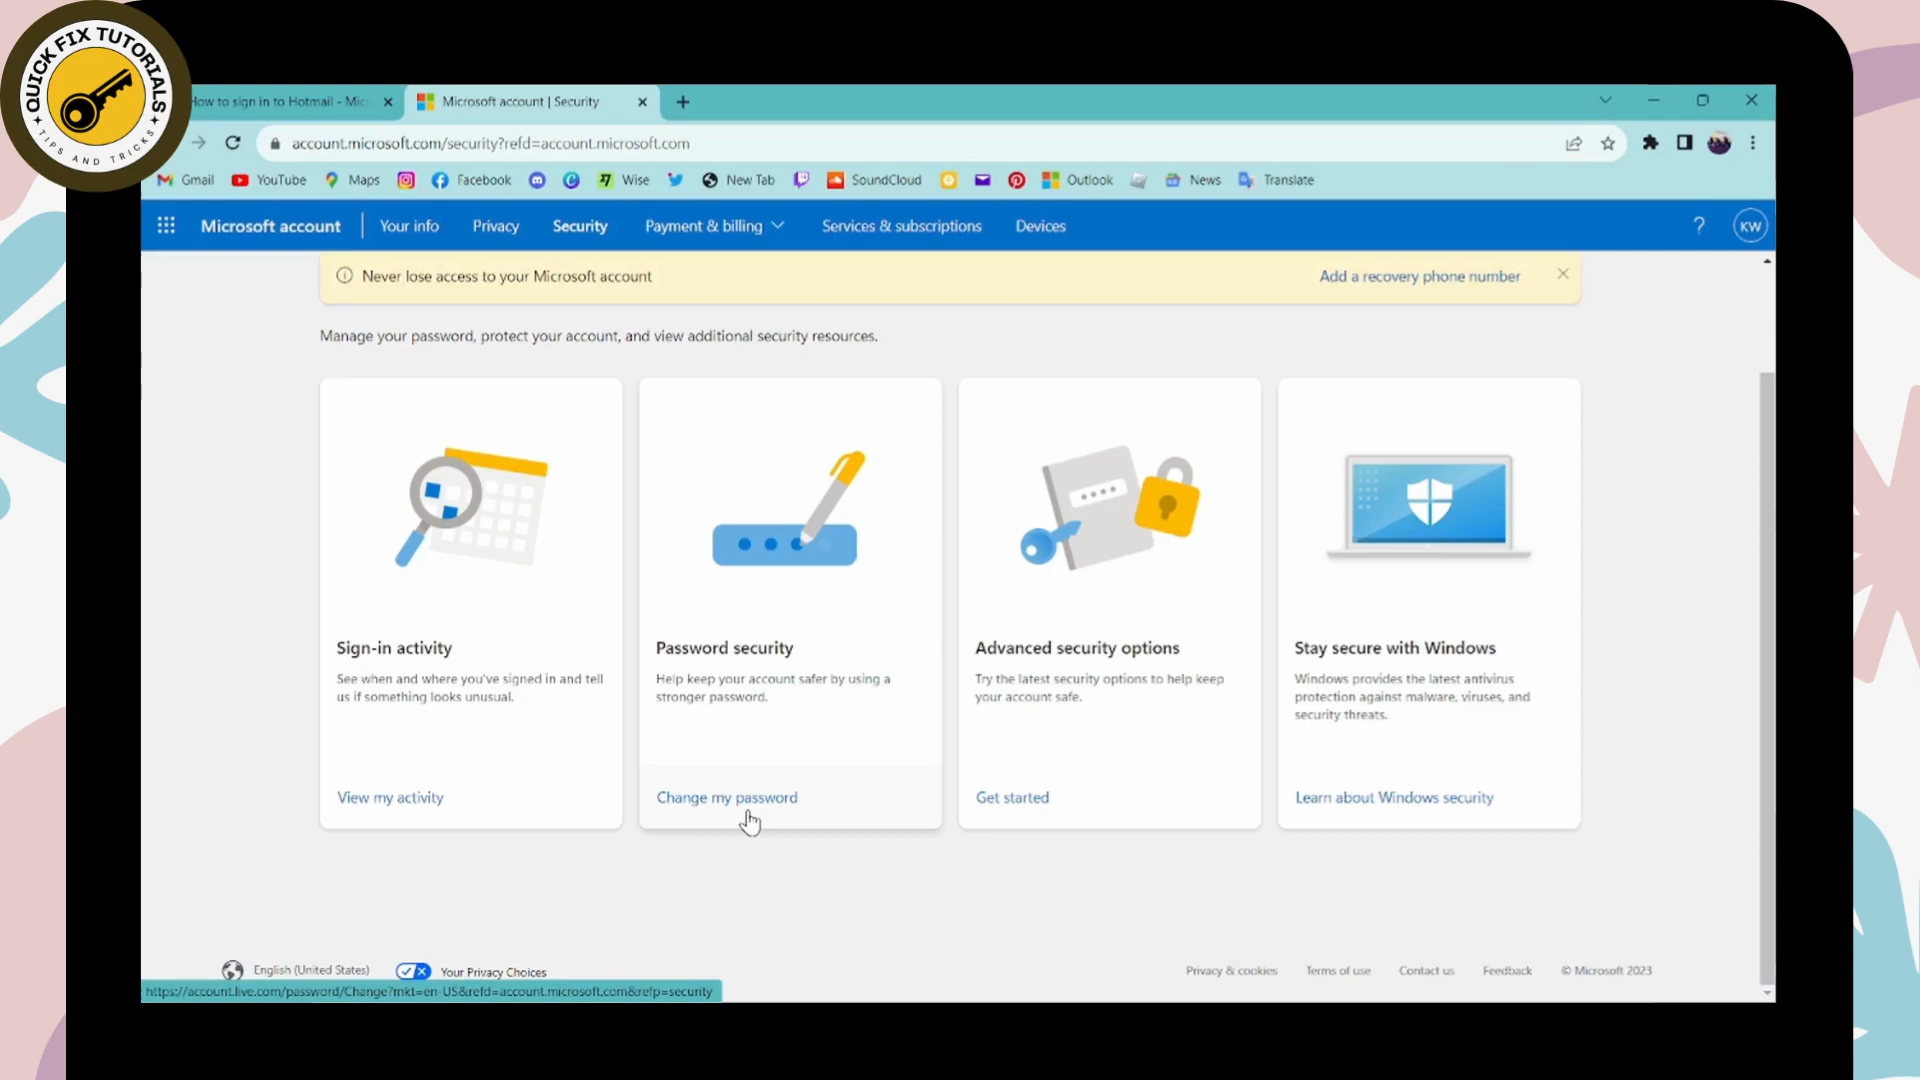 QUICK FIX TUTORIALS
TIPS AND TRICKS
How to sign in to Hotmail - Mic
Microsoft account | Security
account.microsoft.com/security?refd=account.microsoft.com
Gmail YouTube Maps Facebook Wise New Tab SoundCloud Outlook News Translate
Microsoft account Your info Privacy Security Payment & billing Services & subscriptions Devices ? KW
Never lose access to your Microsoft account Add a recovery phone number
Manage your password, protect your account, and view additional security resources.
Sign-in activity
See when and where you've signed in and tell
us if something looks unusual.
View my activity
Password security
Help keep your account safer by using a
stronger password.
Change my password
Advanced security options
Try the latest security options to help keep
your account safe.
Get started
Stay secure with Windows
Windows provides the latest antivirus
protection against malware, viruses, and
security threats.
Learn about Windows security
English (United States) Your Privacy Choices Privacy & cookies Terms of use Contact us Feedback © Microsoft 2023
https://account.live.com/password/Change?mkt=en-US&refd=account.microsoft.com&refp=security